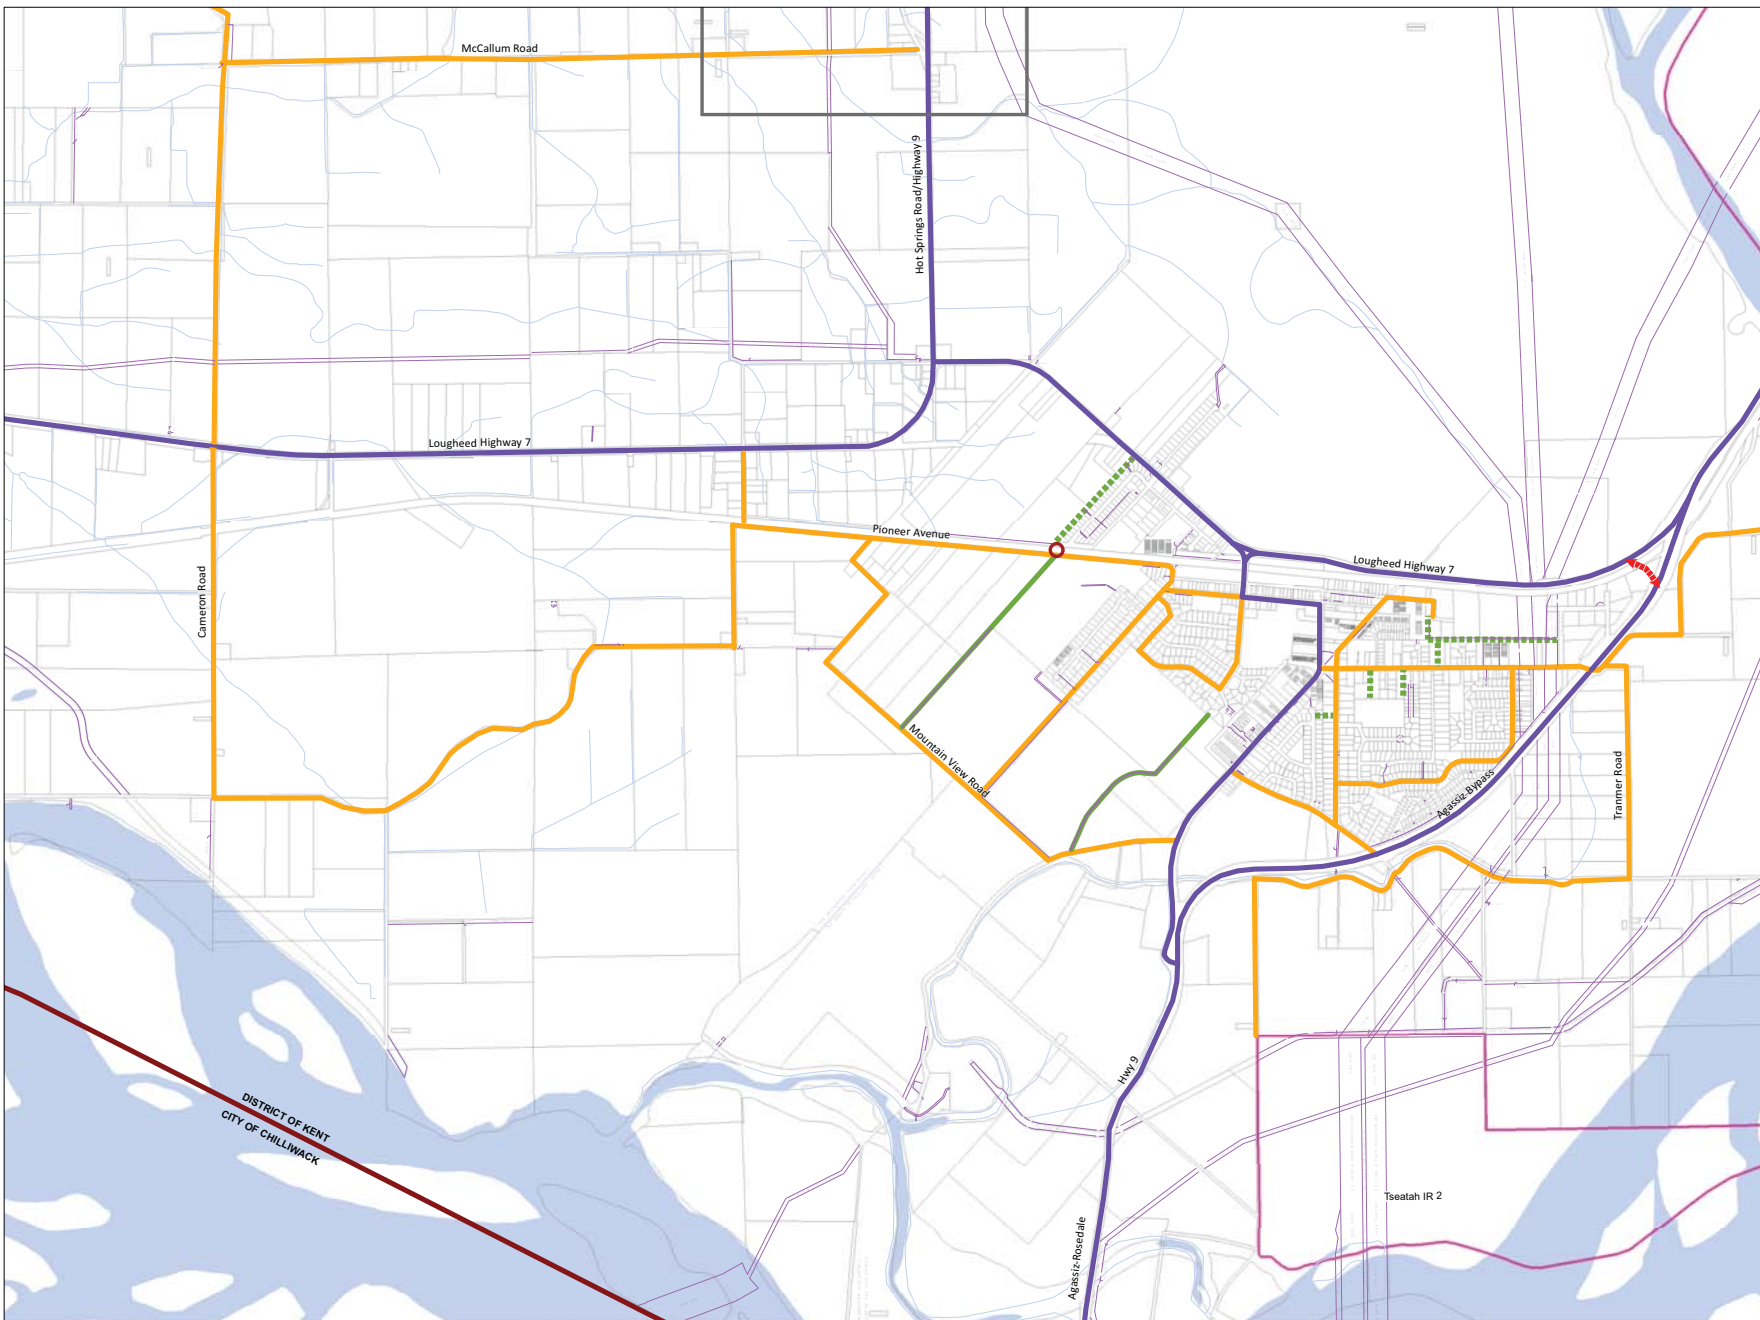 McCallum Road
Hot Springs Road/Highway 9
Lougheed Highway 7
Pioneer Avenue
Lougheed Highway 7
Cameron Road
Mountain View Road
Agassiz-Bypass
Tranmer Road
Hwy 9
DISTRICT OF KENT
CITY OF CHILLIWACK
Tseatah IR 2
Agassiz-Rosedale